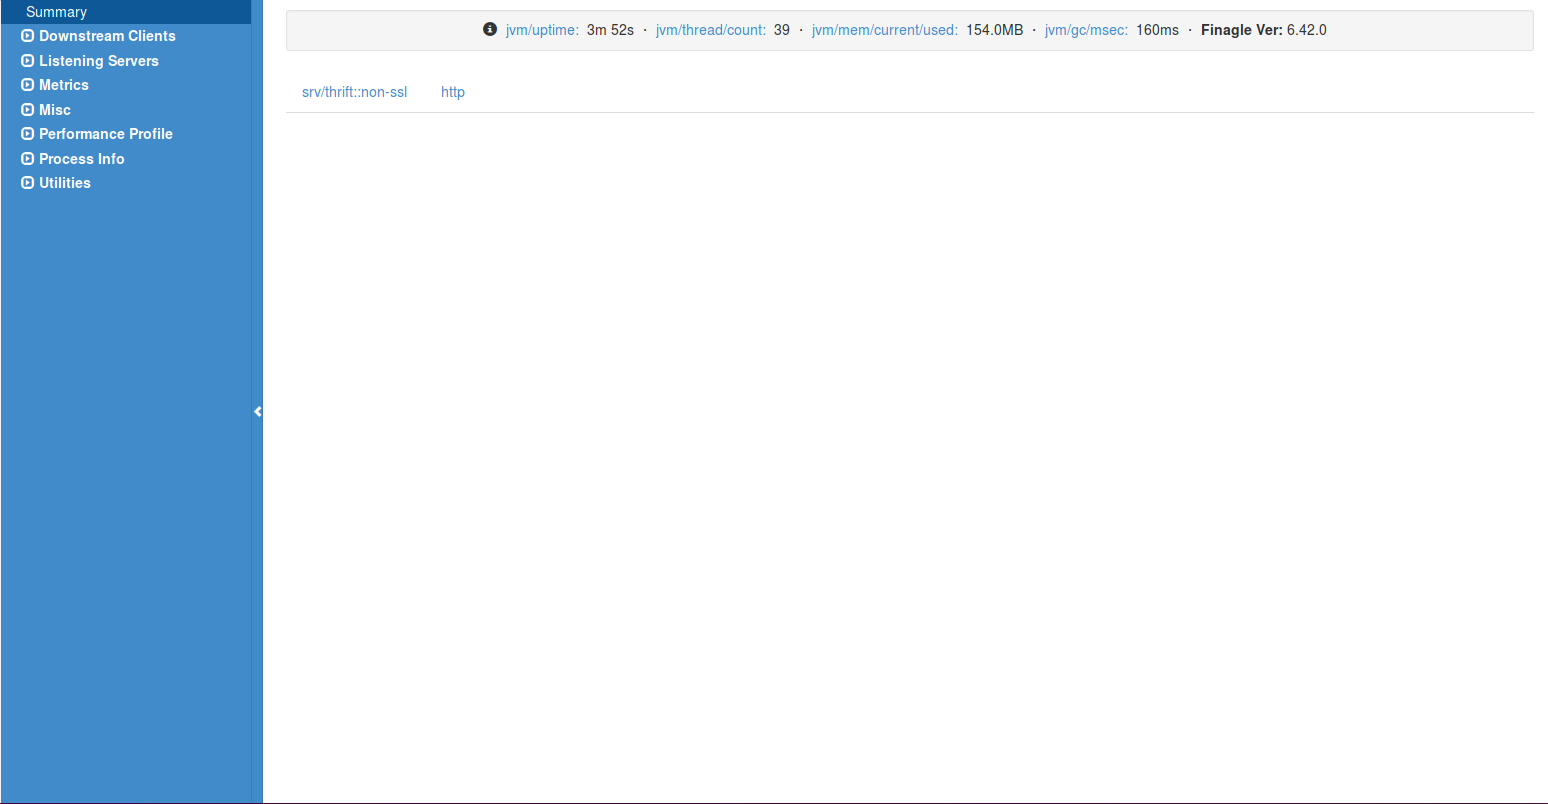 Summary
Downstream Clients
Listening Servers
Metrics
Misc
Performance Profile
Process Info
Utilities
jvm/uptime: 3m 52s · jvm/thread/count: 39 · jvm/mem/current/used: 154.0MB · jvm/gc/msec: 160ms · Finagle Ver: 6.42.0
srv/thrift::non-ssl http